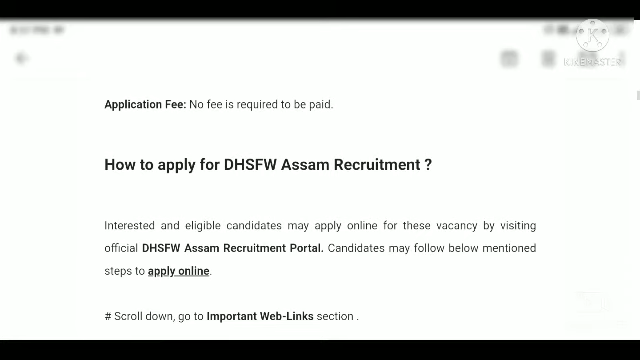 KINEMASTER
Application Fee: No fee is required to be paid.
How to apply for DHSFW Assam Recruitment ?
Interested and eligible candidates may apply online for these vacancy by visiting
official DHSFW Assam Recruitment Portal. Candidates may follow below mentioned
steps to apply online.
# Scroll down, go to Important Web-Links section .